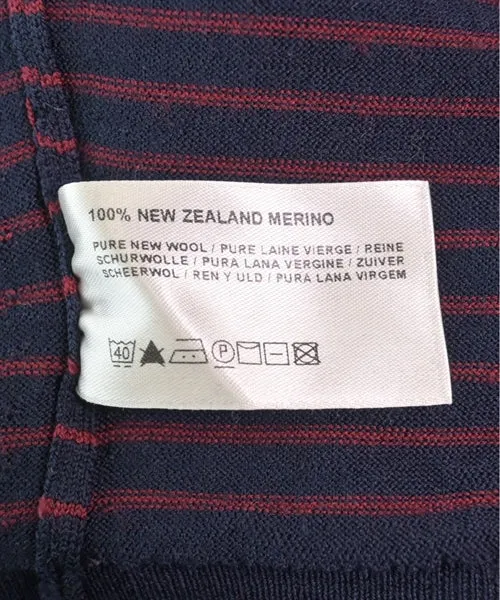 100% NEW ZEALAND MERINO
PURE NEW WOOL / PURE LAINE VIERGE / REINE
SCHURWOLLE / PURA LANA VERGINE / ZUIVER
SCHEERWOL / REN Y ULD / PURA LANA VIRGEM
40 P